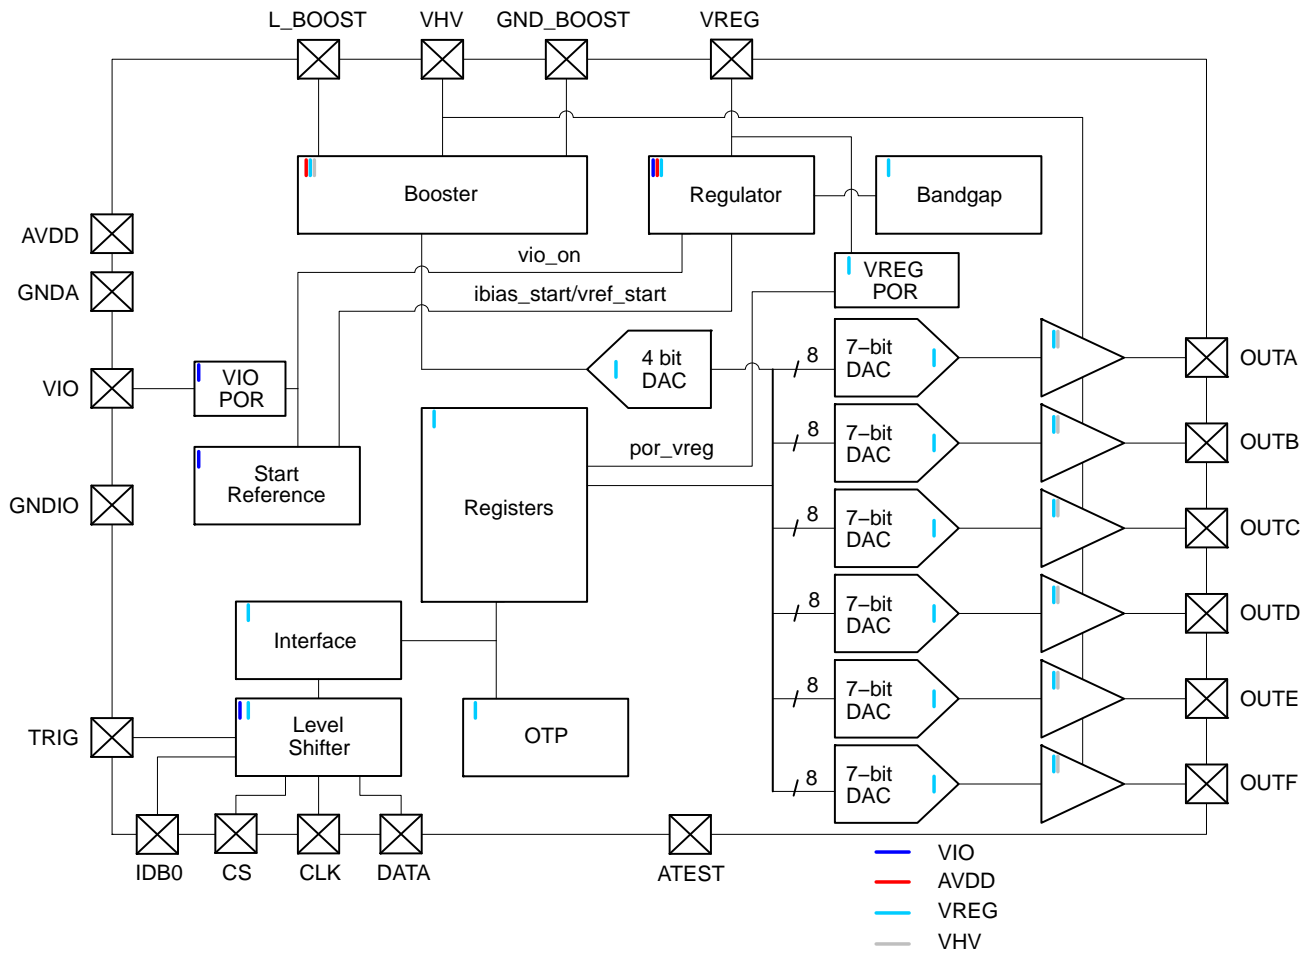 L_BOOST
VHV
GND_BOOST
VREG
Booster
Regulator
Bandgap
AVDD
GNDA
vio_on
ibias_start/vref_start
VREG
POR
VIO
VIO
POR
4 bit
DAC
8
7–bit
DAC
OUTA
Start
Reference
Registers
por_vreg
8
7–bit
DAC
OUTB
GNDIO
8
7–bit
DAC
OUTC
Interface
8
7–bit
DAC
OUTD
TRIG
Level
Shifter
OTP
8
7–bit
DAC
OUTE
8
7–bit
DAC
OUTF
IDB0
CS
CLK
DATA
ATEST
VIO
AVDD
VREG
VHV